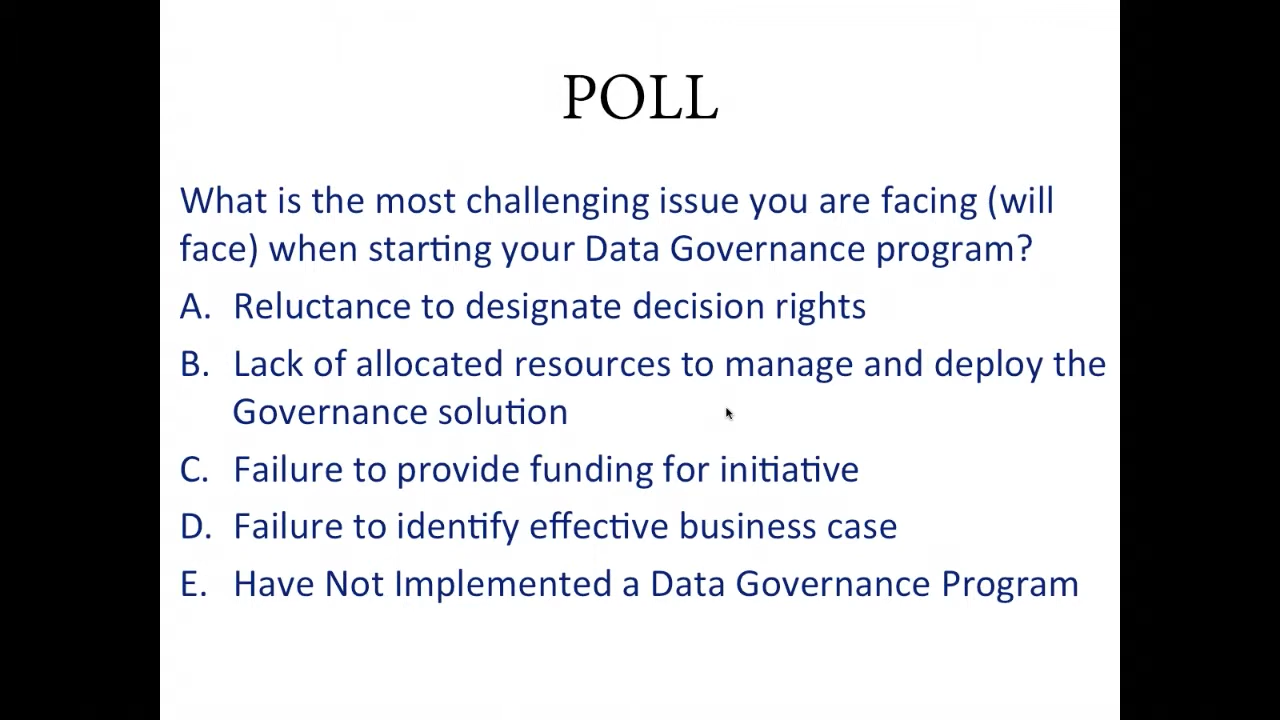 POLL
What is the most challenging issue you are facing (will
face) when starting your Data Governance program?
A. Reluctance to designate decision rights
B. Lack of allocated resources to manage and deploy the
Governance solution
C. Failure to provide funding for initiative
D. Failure to identify effective business case
E. Have Not Implemented a Data Governance Program